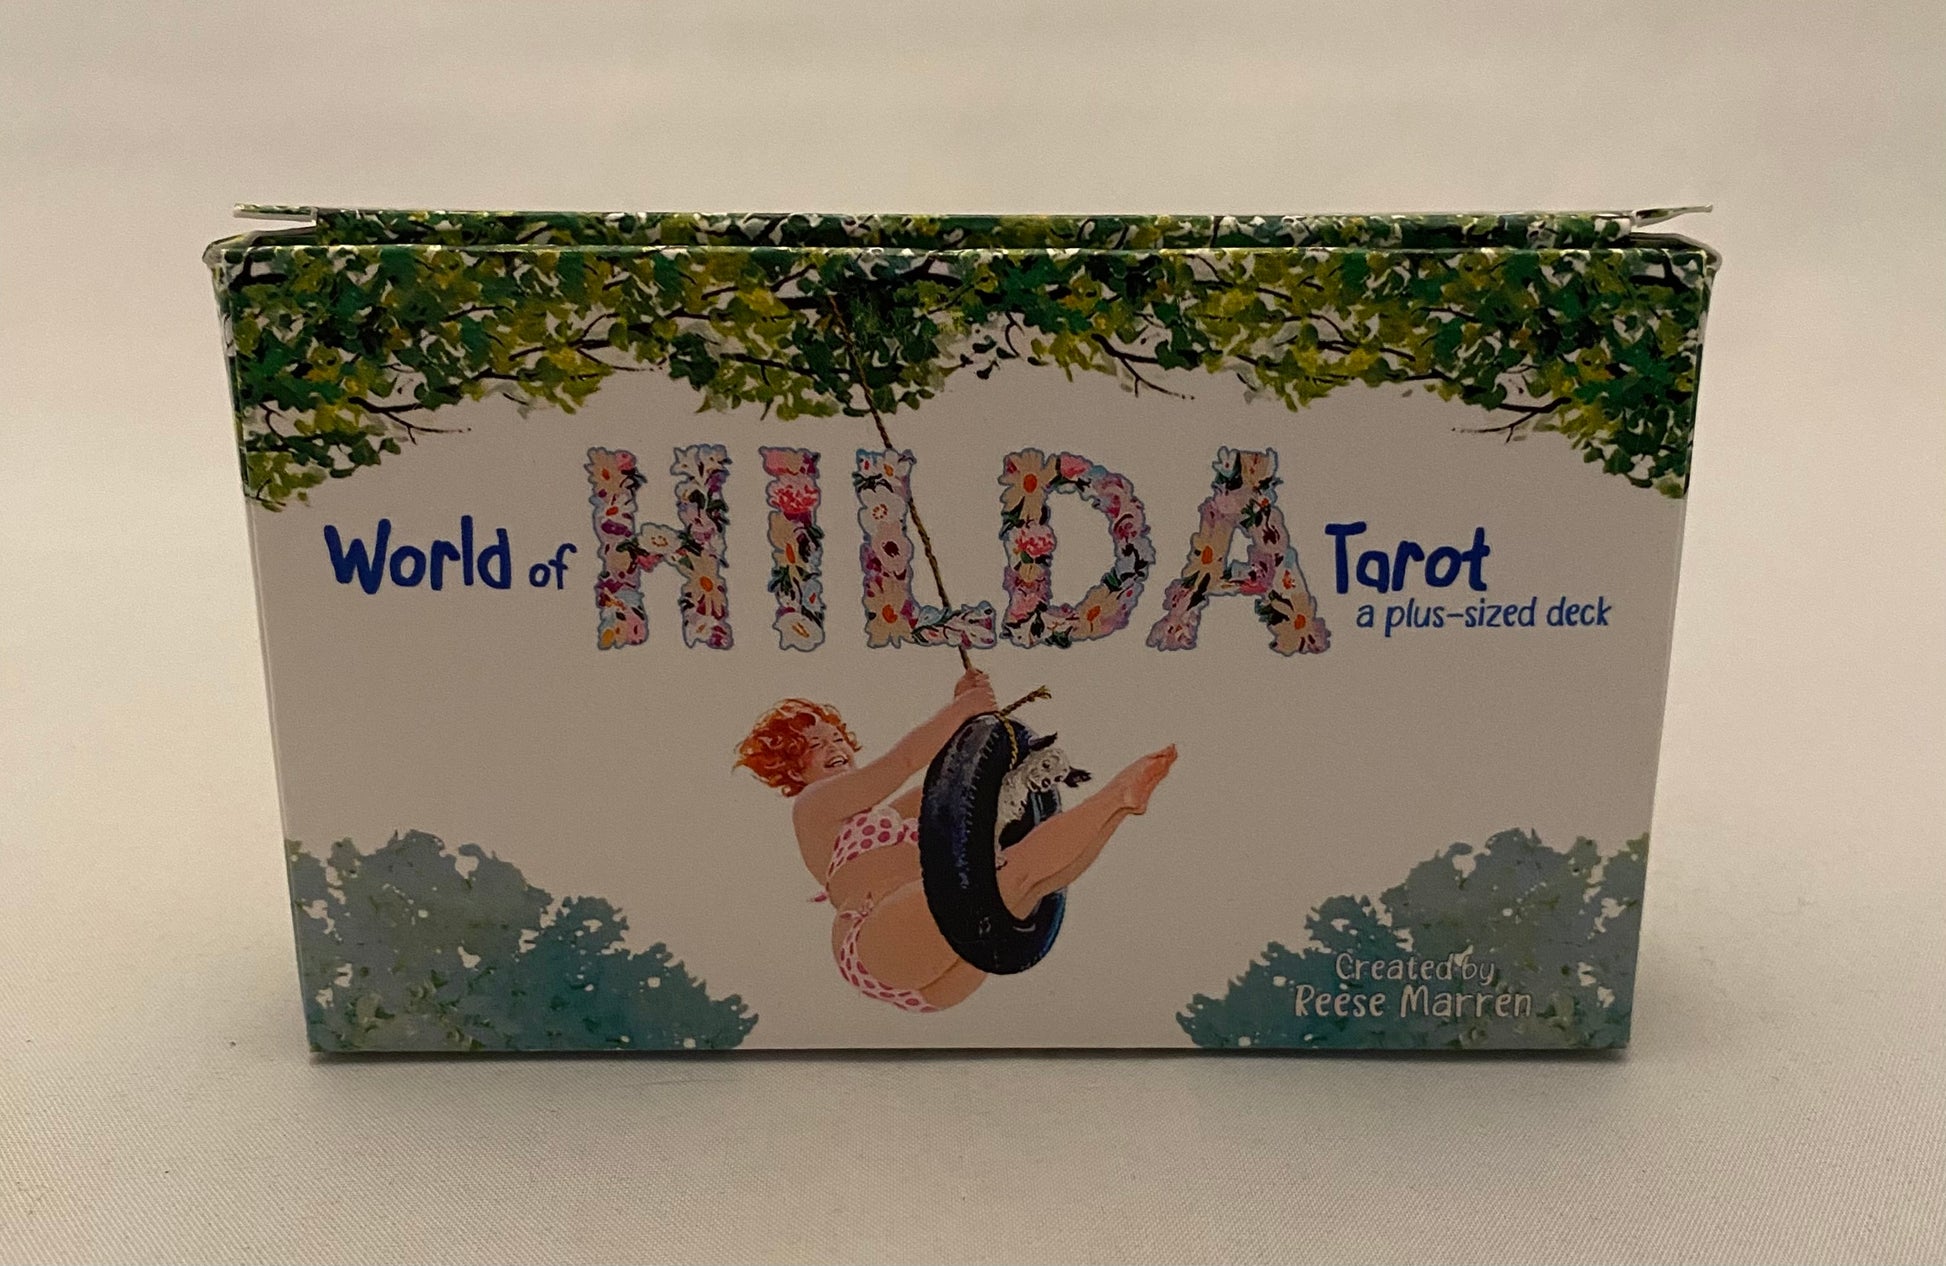 World of HILDA Tarot
a plus-sized deck
Created by
Reese Marren